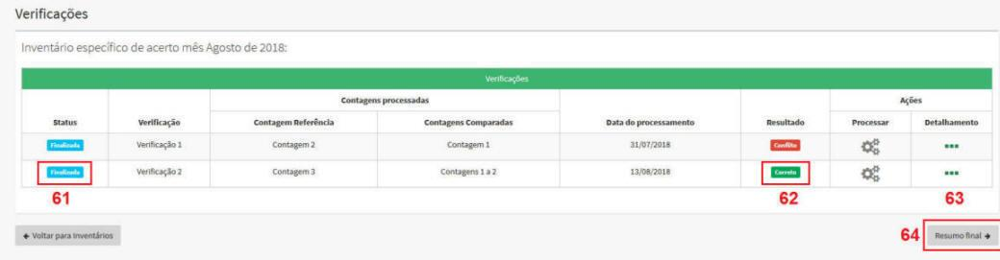 Verificações
Inventário específico de acerto mês Agosto de 2018:
Verificações
Contagens processadas Ações
Status Verificação Contagem Referência Contagens Comparadas Data do processamento Resultado Processar Detalhamento
Finalizada Verificação 1 Contagem 2 Contagem 1 31/07/2018 Conflito
Finalizada Verificação 2 Contagem 3 Contagens 1 a 2 13/08/2018 Correto
61 62 63
Voltar para Inventários 64 Resumo final